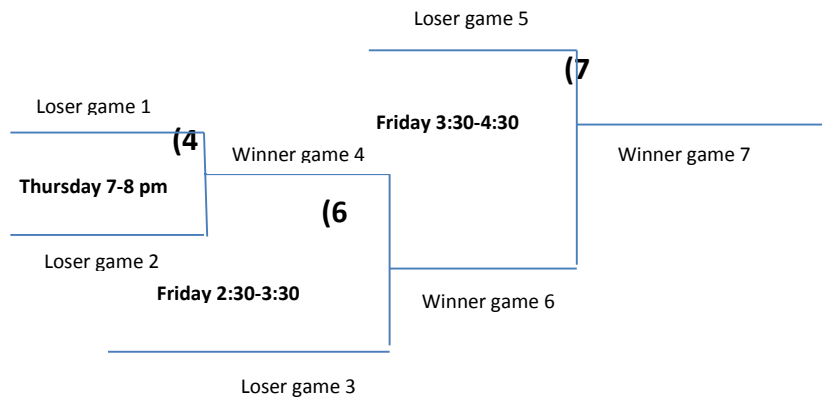 Loser game 5
(7
Loser game 1
Friday 3:30-4:30
(4
Winner game 4
Winner game 7
Thursday 7-8 pm
(6
Loser game 2
Friday 2:30-3:30
Winner game 6
Loser game 3